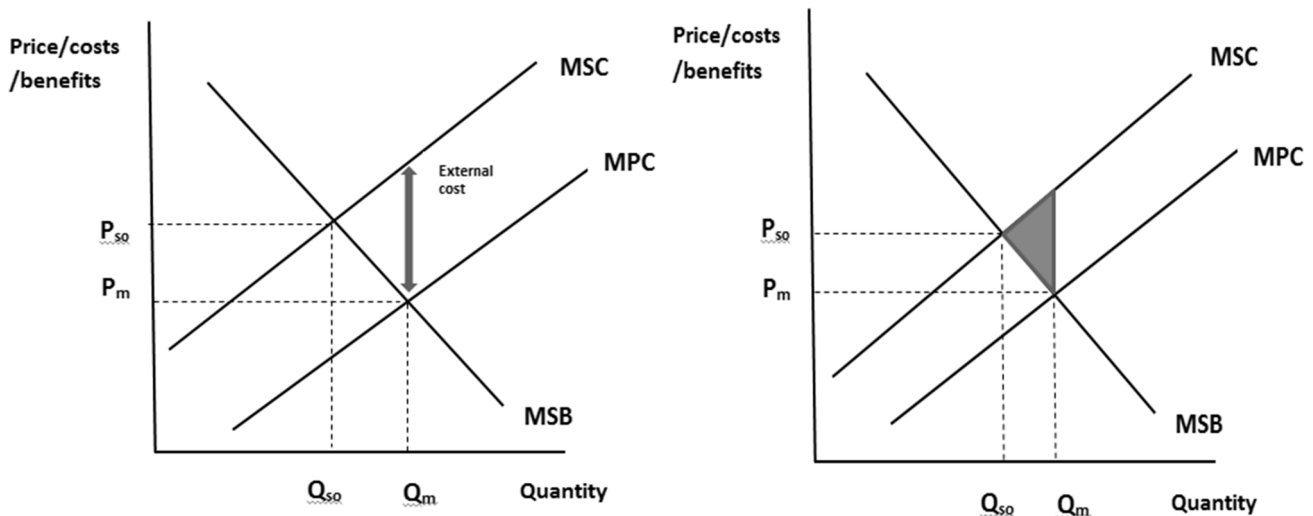 Price/costs
/benefits
MSC
MPC
External
cost
Pso
Pm
MSB
Qso
Qm
Quantity
Price/costs
/benefits
MSC
MPC
Pso
Pm
MSB
Qso
Qm
Quantity